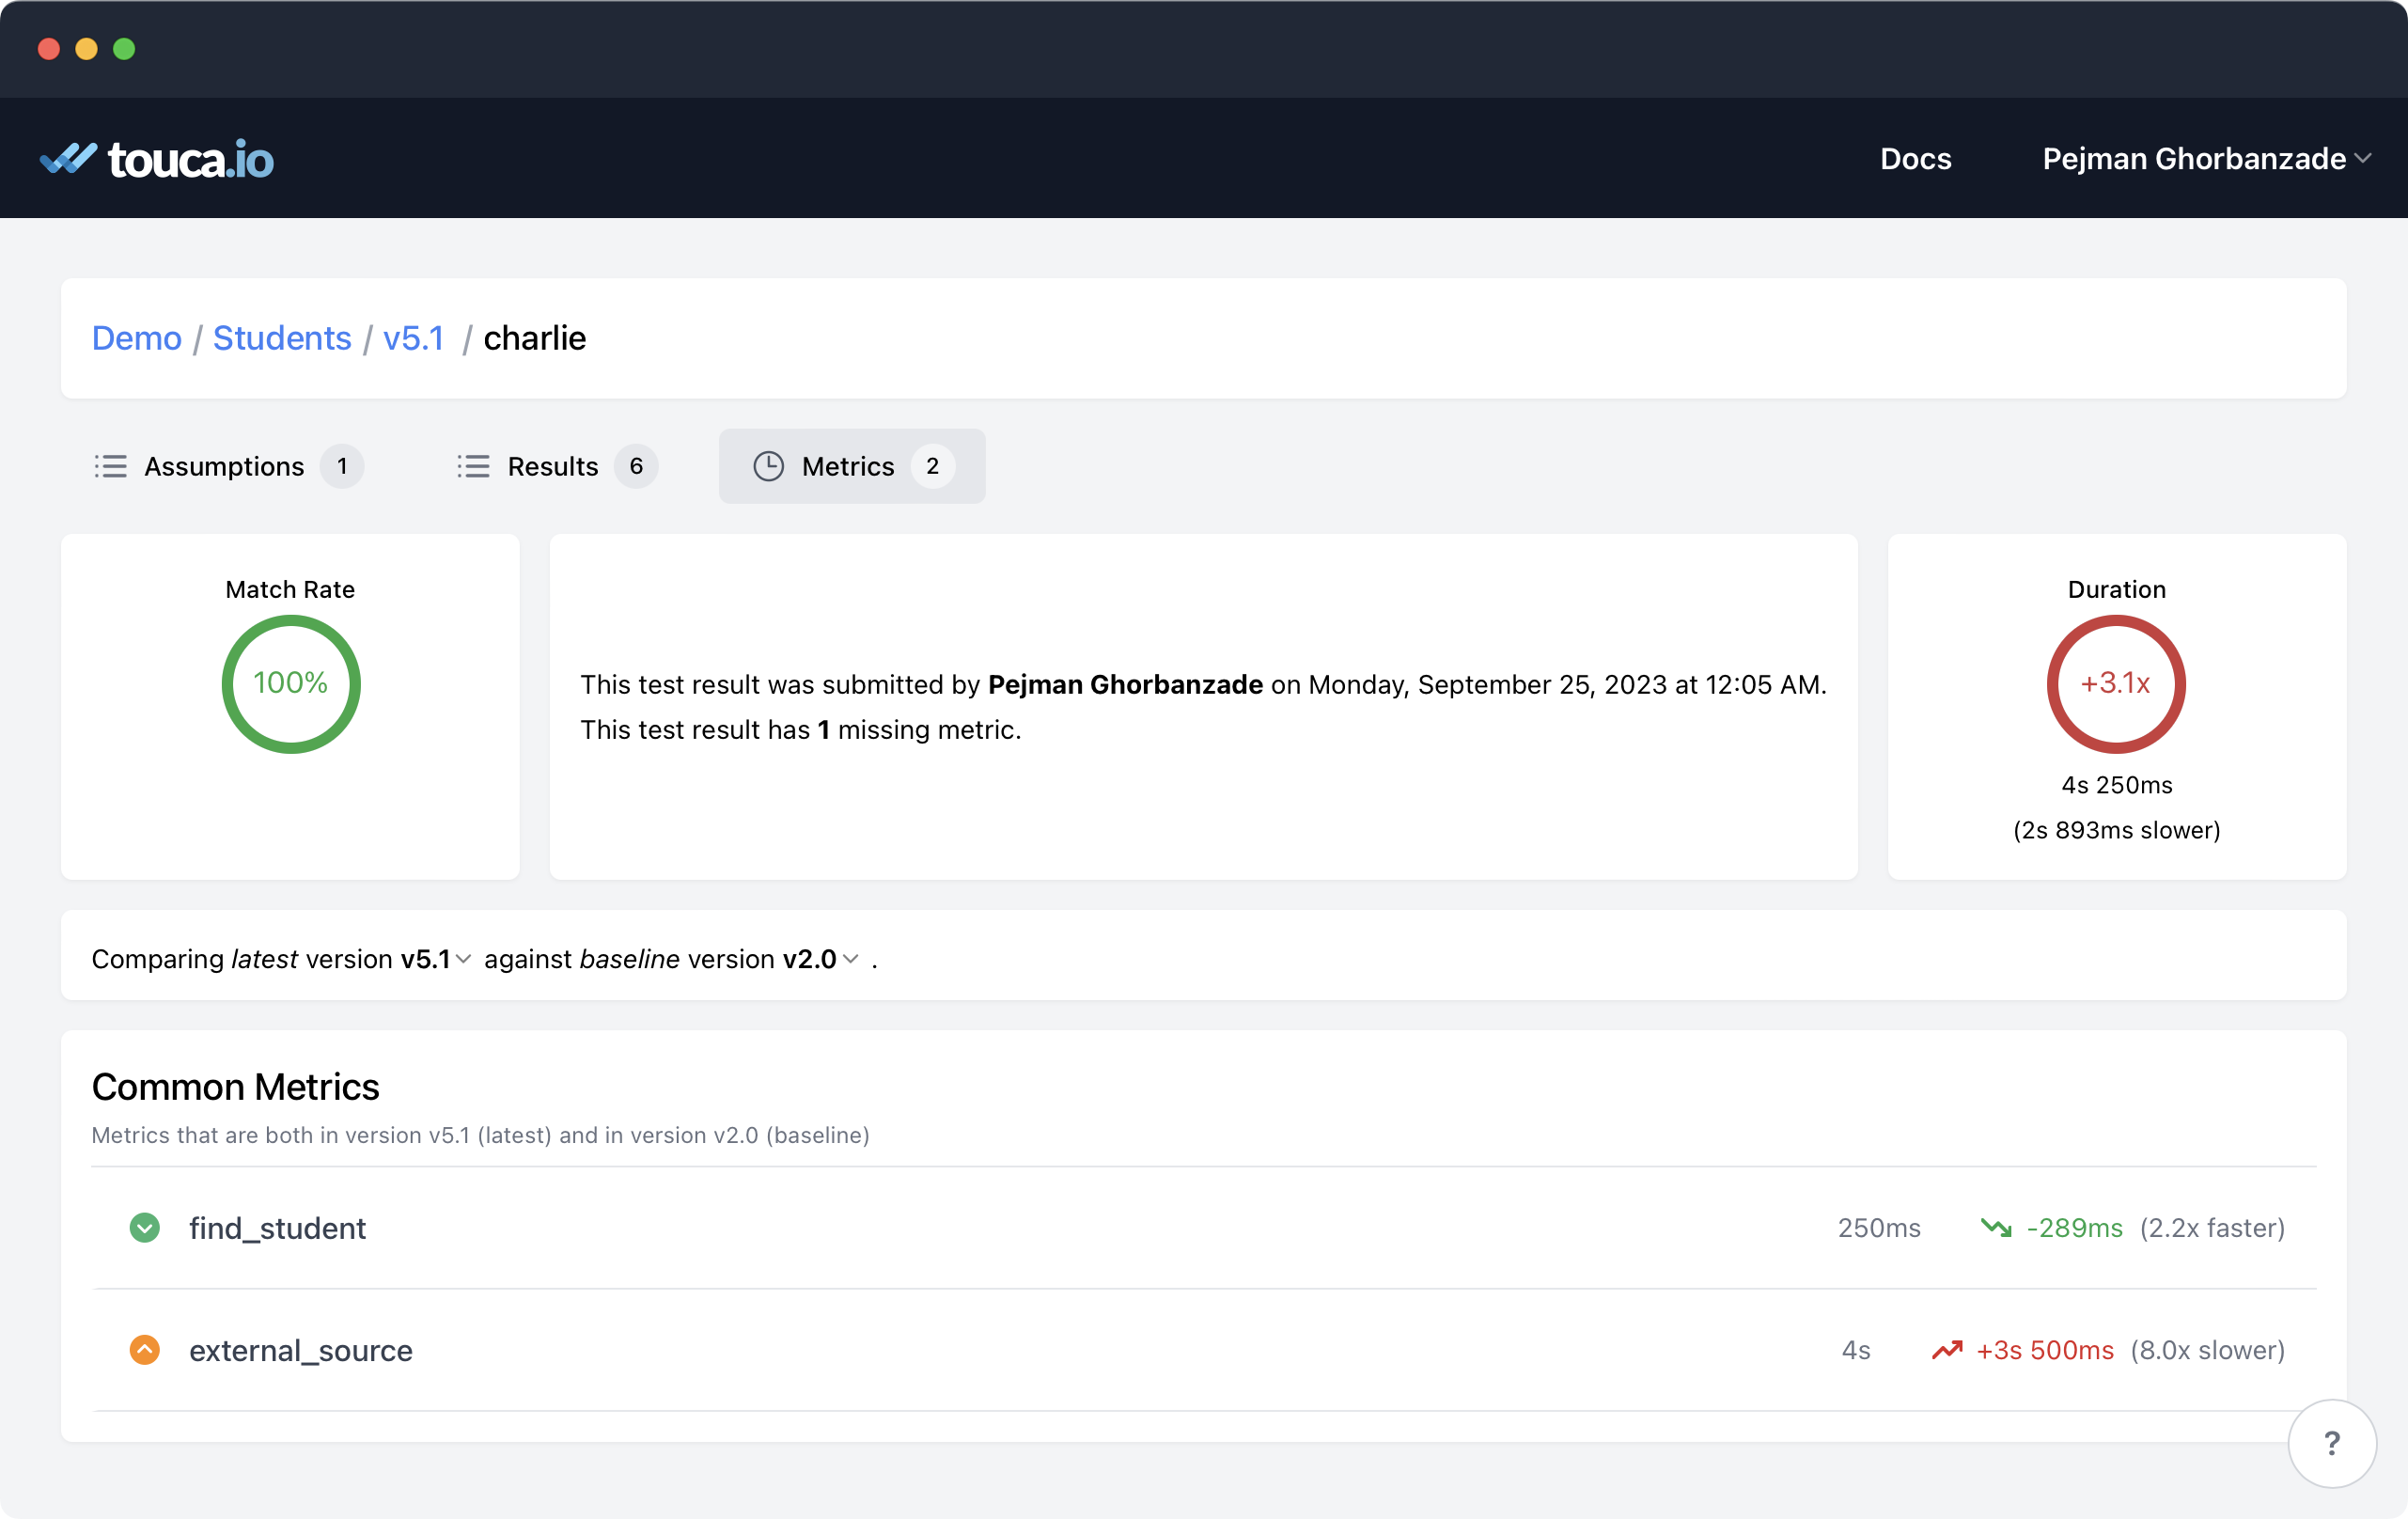 touca.io
Docs
Pejman Ghorbanzade
Demo / Students / v5.1 / charlie
Assumptions 1
Results 6
Metrics 2
Match Rate
100%
This test result was submitted by Pejman Ghorbanzade on Monday, September 25, 2023 at 12:05 AM.
This test result has 1 missing metric.
Duration
+3.1x
4s 250ms
(2s 893ms slower)
Comparing latest version v5.1 against baseline version v2.0 .
Common Metrics
Metrics that are both in version v5.1 (latest) and in version v2.0 (baseline)
find_student 250ms -289ms (2.2x faster)
external_source 4s +3s 500ms (8.0x slower)
?